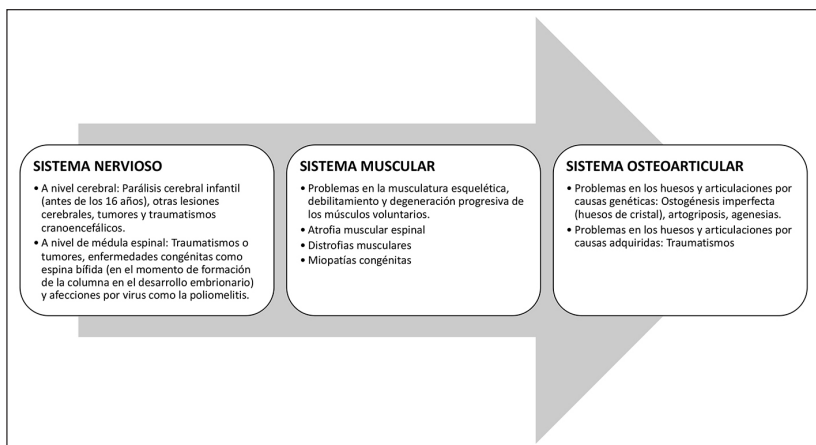 SISTEMA NERVIOSO
• A nivel cerebral: Parálisis cerebral infantil
(antes de los 16 años), otras lesiones
cerebrales, tumores y traumatismos
cranoencefálicos.
• A nivel de médula espinal: Traumatismos o
tumores, enfermedades congénitas como
espina bífida (en el momento de formación
de la columna en el desarrollo embrionario)
y afecciones por virus como la poliomelitis.
SISTEMA MUSCULAR
• Problemas en la musculatura esquelética,
debilitamiento y degeneración progresiva de
los músculos voluntarios.
• Atrofia muscular espinal
• Distrofias musculares
• Miopatías congénitas
SISTEMA OSTEOARTICULAR
• Problemas en los huesos y articulaciones por
causas genéticas: Ostogénesis imperfecta
(huesos de cristal), artogriposis, agenesias.
• Problemas en los huesos y articulaciones por
causas adquiridas: Traumatismos